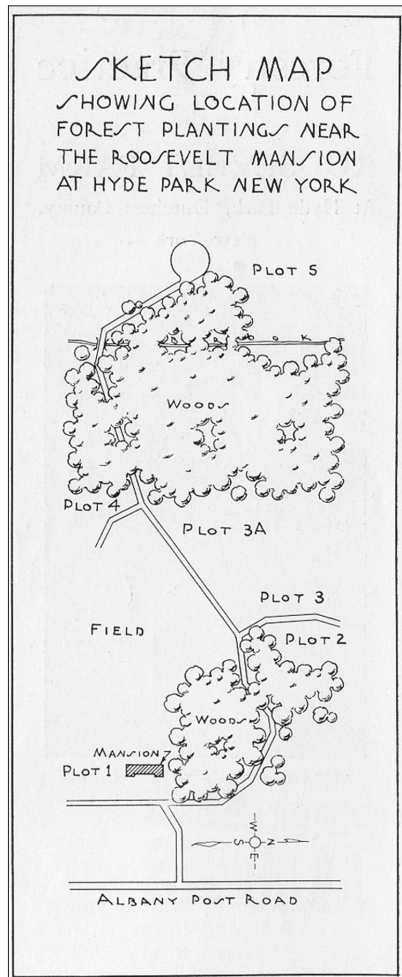 SKETCH MAP
SHOWING LOCATION OF
FOREST PLANTINGS NEAR
THE ROOSEVELT MANSION
AT HYDE PARK NEW YORK
PLOT 5
WOODS
PLOT 4
PLOT 3A
PLOT 3
FIELD
PLOT 2
WOODS
MANSION
PLOT 1
W
S N
E
ALBANY POST ROAD